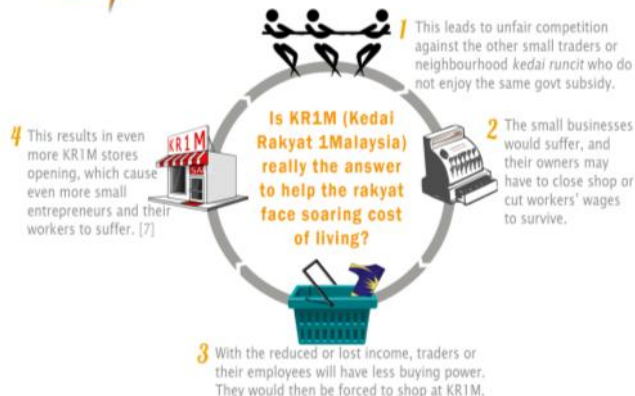 1 This leads to unfair competition
against the other small traders or
neighbourhood kedai runcit who do
not enjoy the same govt subsidy.
Is KR1M (Kedai
Rakyat 1Malaysia)
really the answer
to help the rakyat
face soaring cost
of living?
2 The small businesses
would suffer, and
their owners may
have to close shop or
cut workers' wages
to survive.
3 With the reduced or lost income, traders or
their employees will have less buying power.
They would then be forced to shop at KR1M.
4 This results in even
more KR1M stores
opening, which cause
even more small
entrepreneurs and their
workers to suffer. [7]
KR1M